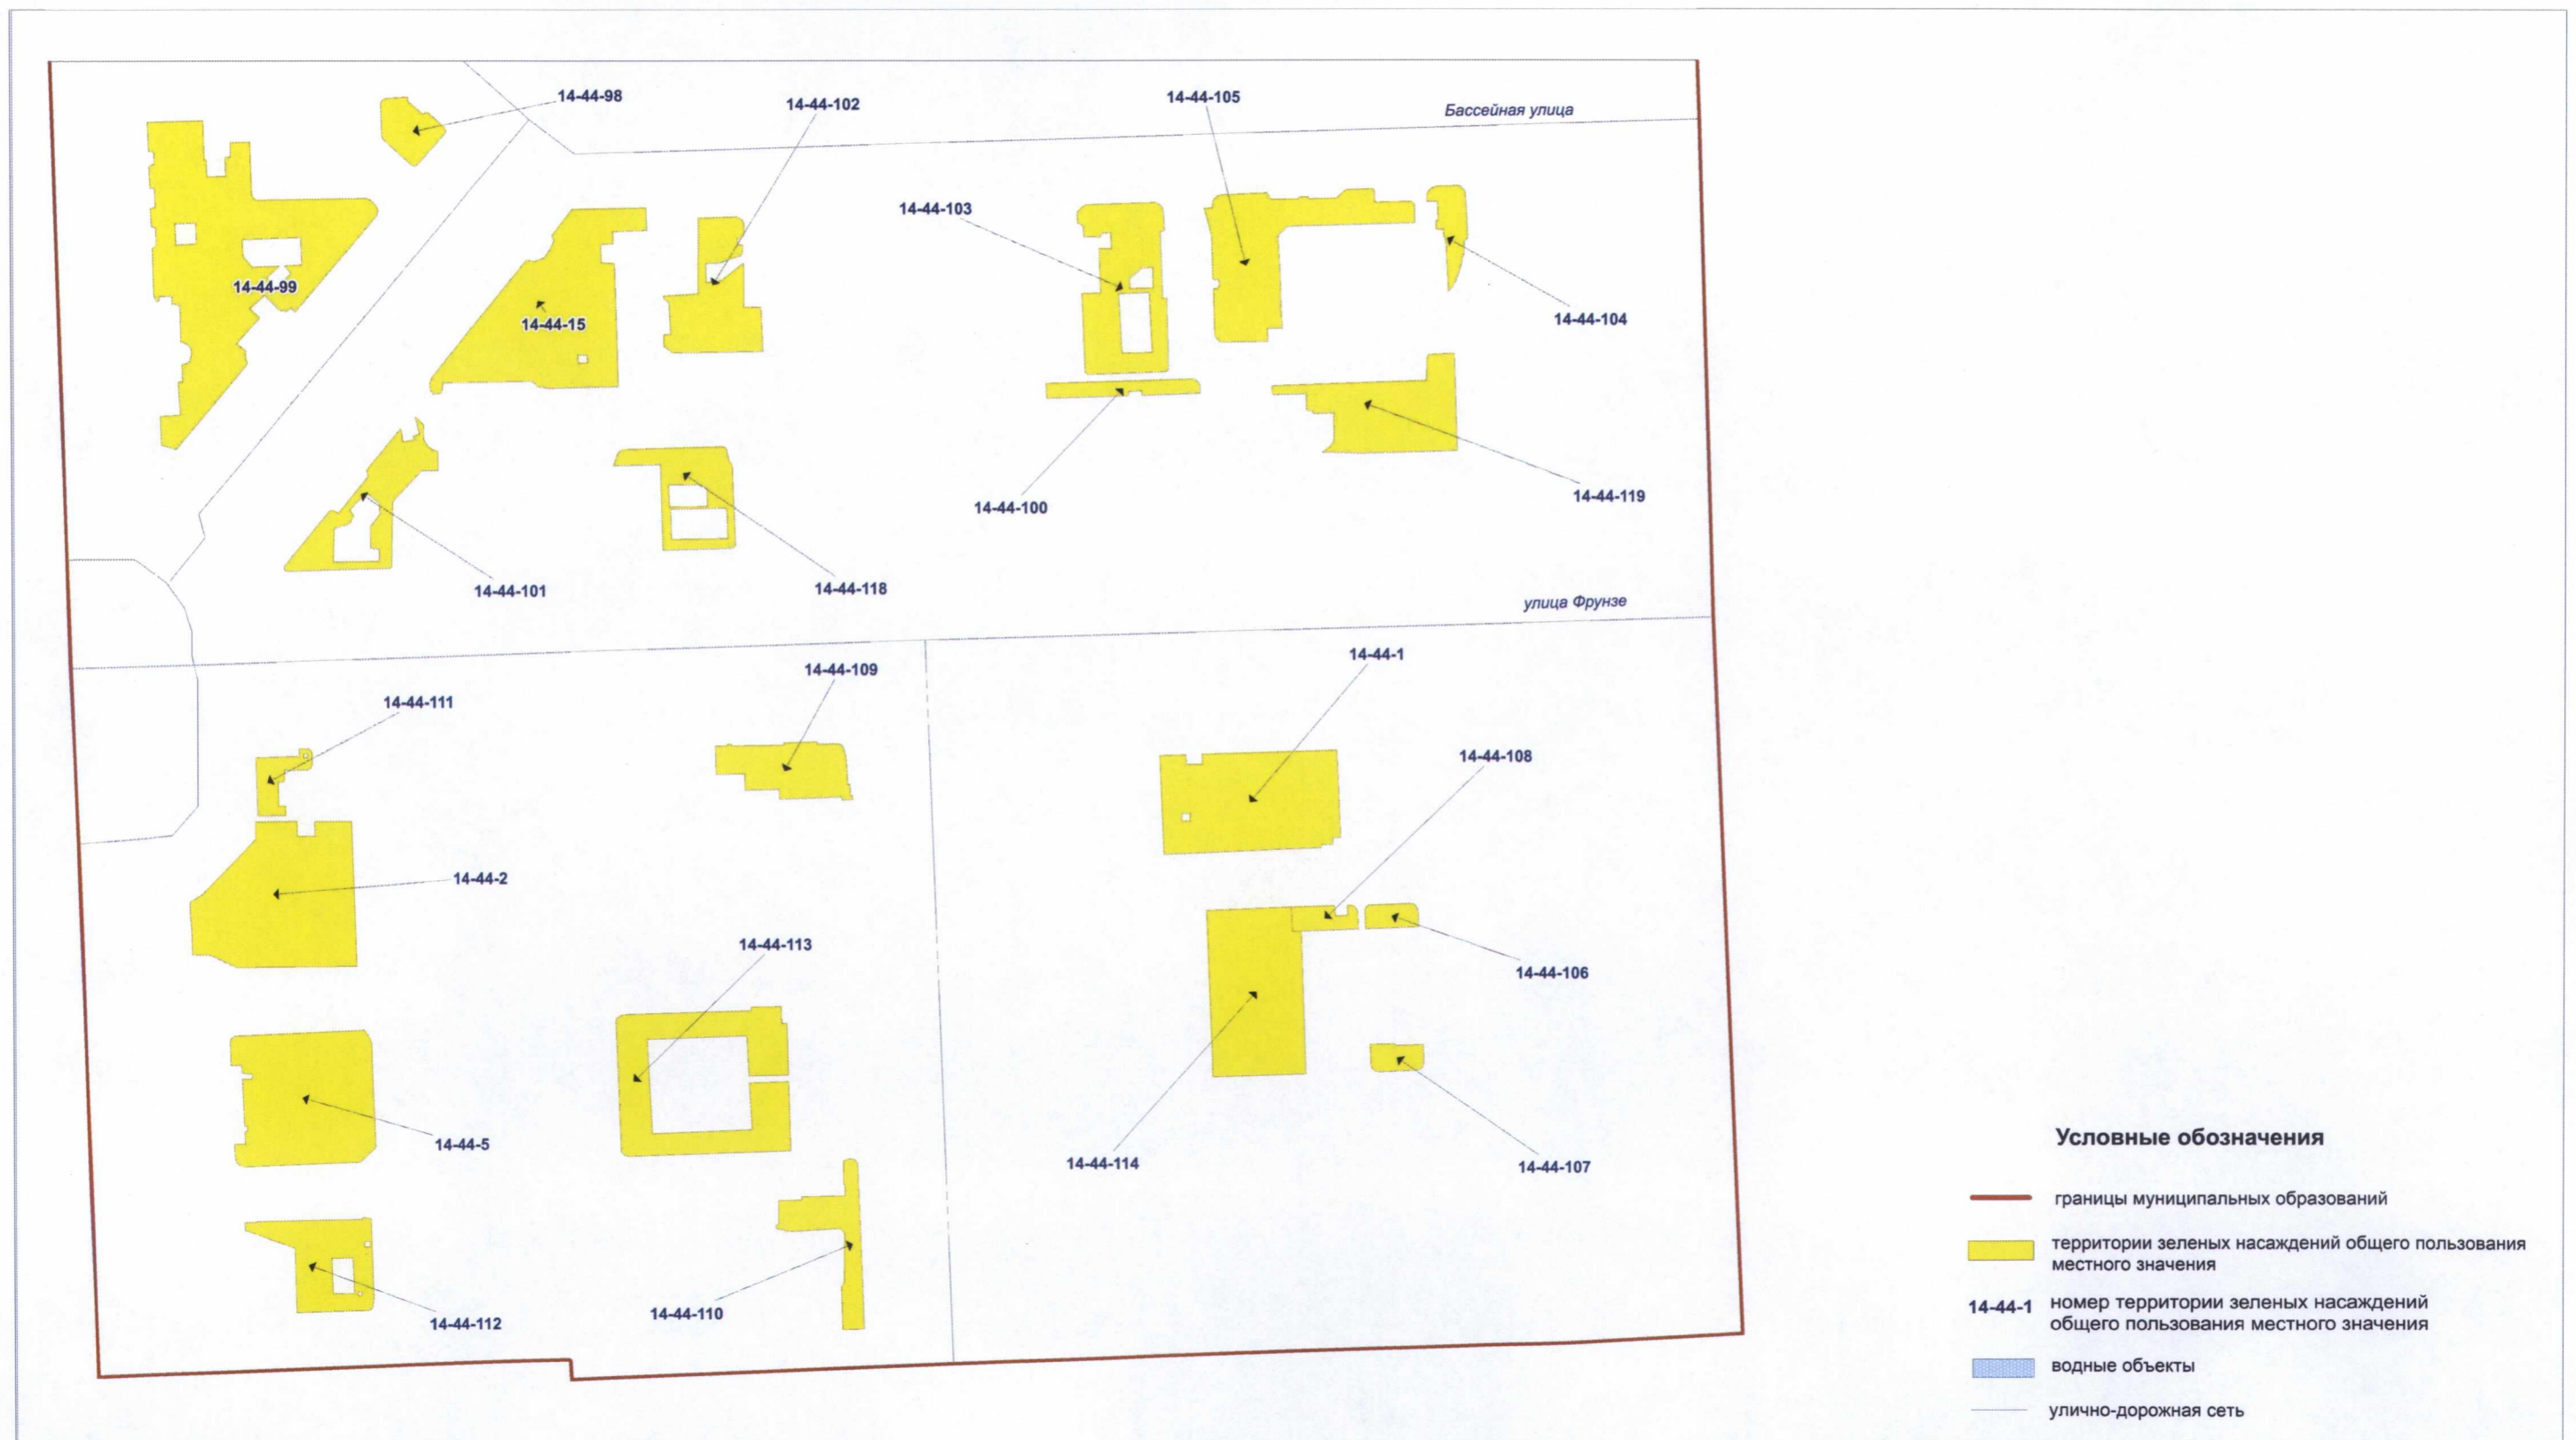 14-44-98
14-44-102
14-44-105
Бассейная улица
14-44-103
14-44-99
14-44-15
14-44-104
14-44-100
14-44-119
14-44-101
14-44-118
улица Фрунзе
14-44-109
14-44-1
14-44-111
14-44-108
14-44-2
14-44-113
14-44-106
14-44-5
14-44-114
14-44-107
14-44-112
14-44-110
Условные обозначения
границы муниципальных образований
территории зеленых насаждений общего пользования
местного значения
14-44-1 номер территории зеленых насаждений
общего пользования местного значения
водные объекты
улично-дорожная сеть